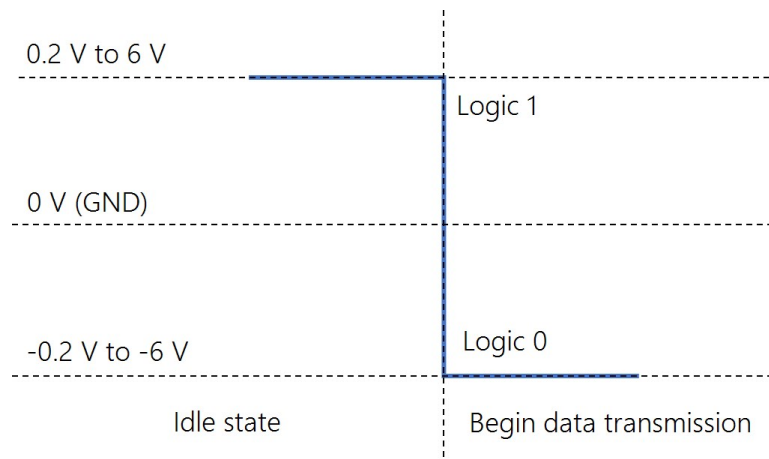 0.2 V to 6 V
Logic 1
0 V (GND)
Logic 0
-0.2 V to -6 V
Idle state
Begin data transmission